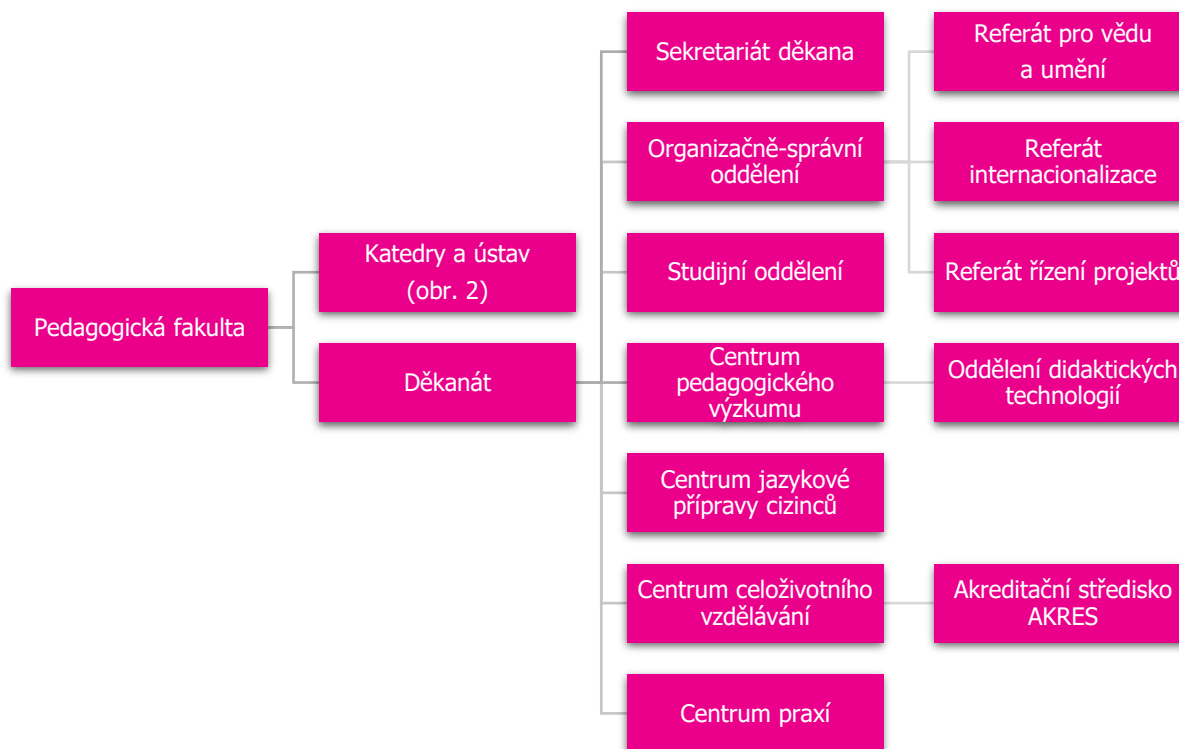 Pedagogická fakulta
Katedry a ústav
(obr. 2)
Děkanát
Sekretariát děkana
Organizačně-správní
oddělení
Studijní oddělení
Centrum
pedagogického
výzkumu
Centrum jazykové
přípravy cizinců
Centrum celoživotního
vzdělávání
Centrum praxí
Referát pro vědu
a umění
Referát
internacionalizace
Referát řízení projektů
Oddělení didaktických
technologií
Akreditační středisko
AKRES